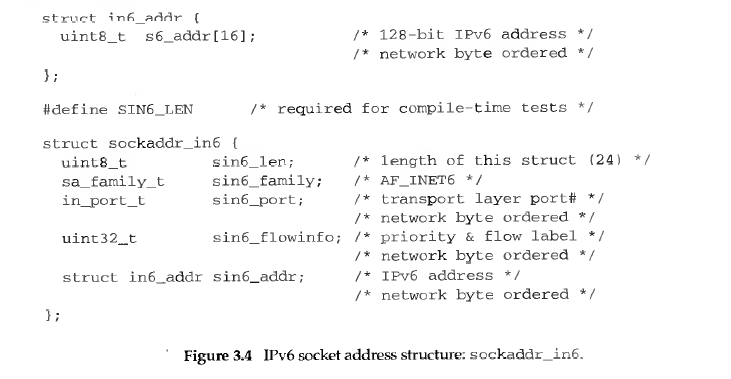 struct in6_addr {
  uint8_t  s6_addr[16];          /* 128-bit IPv6 address */
                                 /* network byte ordered */
};
#define SIN6_LEN      /* required for compile-time tests */
struct sockaddr_in6 {
  uint8_t         sin6_len;      /* length of this struct (24) */
  sa_family_t     sin6_family;   /* AF_INET6 */
  in_port_t       sin6_port;     /* transport layer port# */
                                 /* network byte ordered */
  uint32_t        sin6_flowinfo; /* priority & flow label */
                                 /* network byte ordered */
  struct in6_addr sin6_addr;     /* IPv6 address */
                                 /* network byte ordered */
};
Figure 3.4 IPv6 socket address structure: sockaddr_in6.